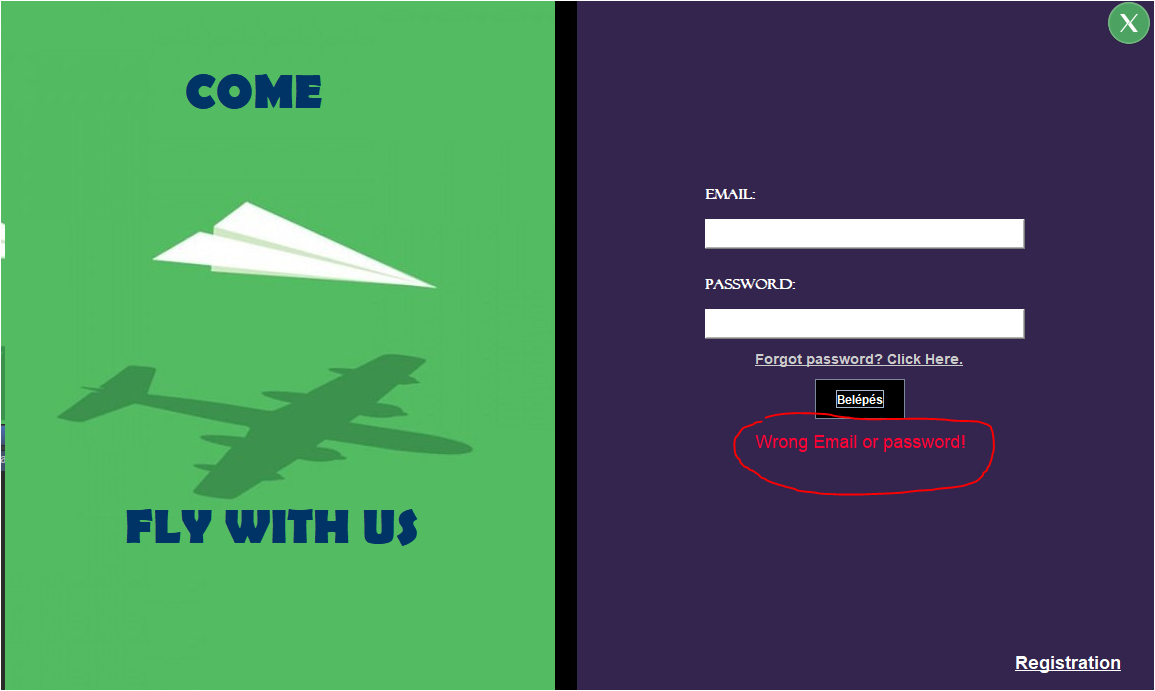 COME
FLY WITH US
X
EMAIL:
PASSWORD:
Forgot password? Click Here.
Belépés
Wrong Email or password!
Registration